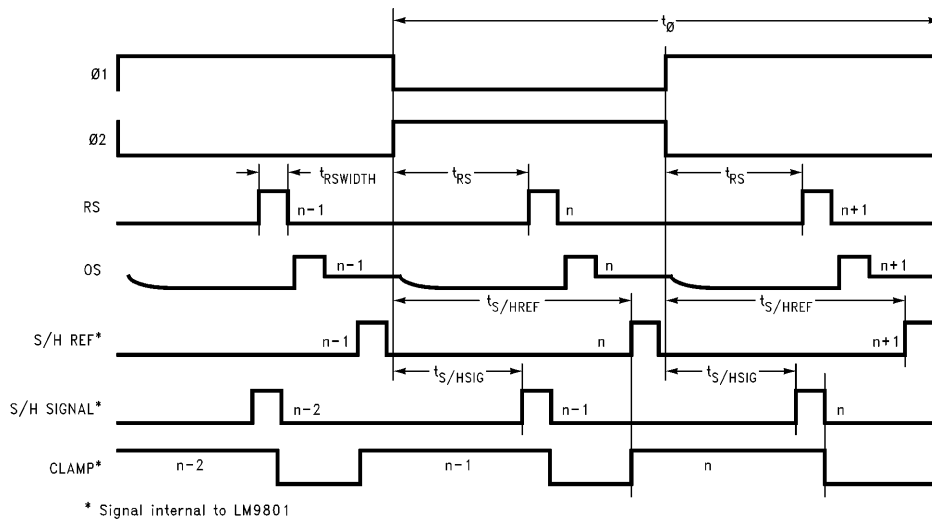 tø
Ø1
Ø2
tRSWIDTH
tRS
tRS
RS
n-1
n
n+1
OS
n-1
n
n+1
tS/HREF
tS/HREF
S/H REF*
n-1
n
n+1
tS/HSIG
tS/HSIG
S/H SIGNAL*
n-2
n-1
n
CLAMP*
n-2
n-1
n
* Signal internal to LM9801